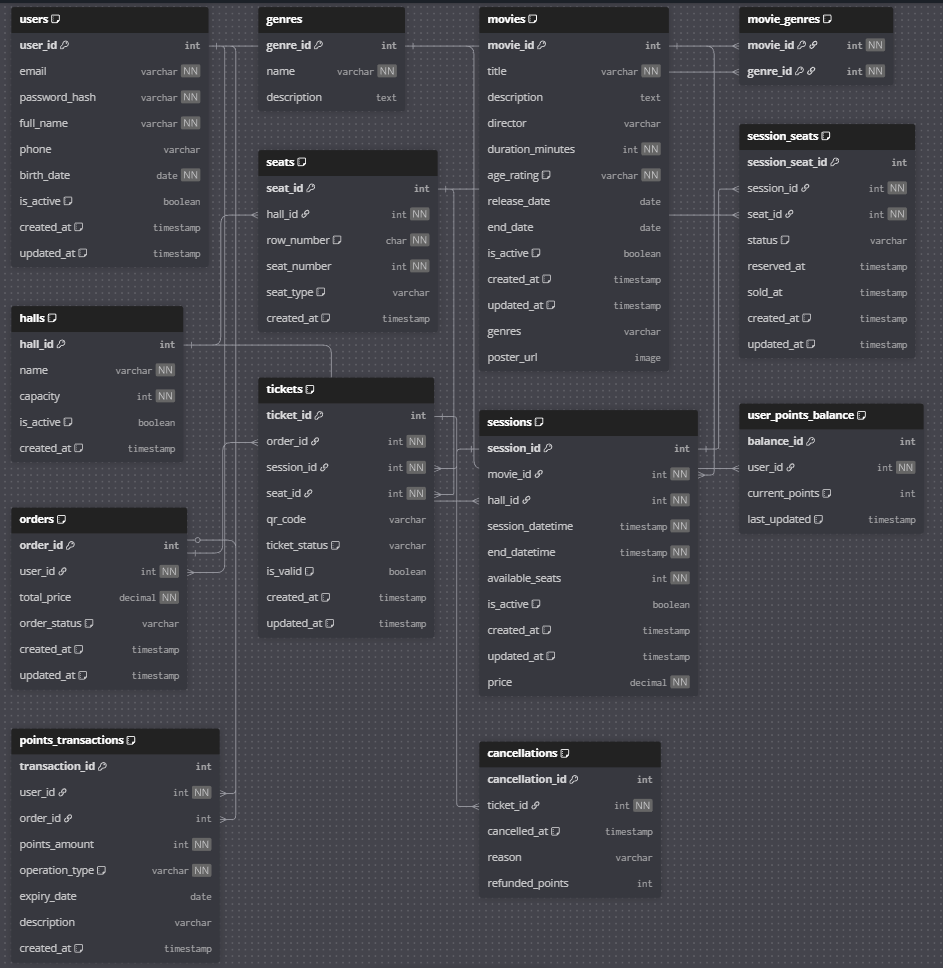 users
user_id int
email varchar NN
password_hash varchar NN
full_name varchar NN
phone varchar
birth_date date NN
is_active boolean
created_at timestamp
updated_at timestamp
genres
genre_id int
name varchar NN
description text
movies
movie_id int
title varchar NN
description text
director varchar
duration_minutes int NN
age_rating varchar NN
release_date date
end_date date
is_active boolean
created_at timestamp
updated_at timestamp
genres varchar
poster_url image
movie_genres
movie_id int NN
genre_id int NN
session_seats
session_seat_id int
session_id int NN
seat_id int NN
status varchar
reserved_at timestamp
sold_at timestamp
created_at timestamp
updated_at timestamp
seats
seat_id int
hall_id int NN
row_number char NN
seat_number int NN
seat_type varchar
created_at timestamp
halls
hall_id int
name varchar NN
capacity int NN
is_active boolean
created_at timestamp
tickets
ticket_id int
order_id int NN
session_id int NN
seat_id int NN
qr_code varchar
ticket_status varchar
is_valid boolean
created_at timestamp
updated_at timestamp
sessions
session_id int
movie_id int NN
hall_id int NN
session_datetime timestamp NN
end_datetime timestamp NN
available_seats int NN
is_active boolean
created_at timestamp
updated_at timestamp
price decimal NN
user_points_balance
balance_id int
user_id int NN
current_points int
last_updated timestamp
orders
order_id int
user_id int NN
total_price decimal NN
order_status varchar
created_at timestamp
updated_at timestamp
points_transactions
transaction_id int
user_id int NN
order_id int
points_amount int NN
operation_type varchar NN
expiry_date date
description varchar
created_at timestamp
cancellations
cancellation_id int
ticket_id int NN
cancelled_at timestamp
reason varchar
refunded_points int